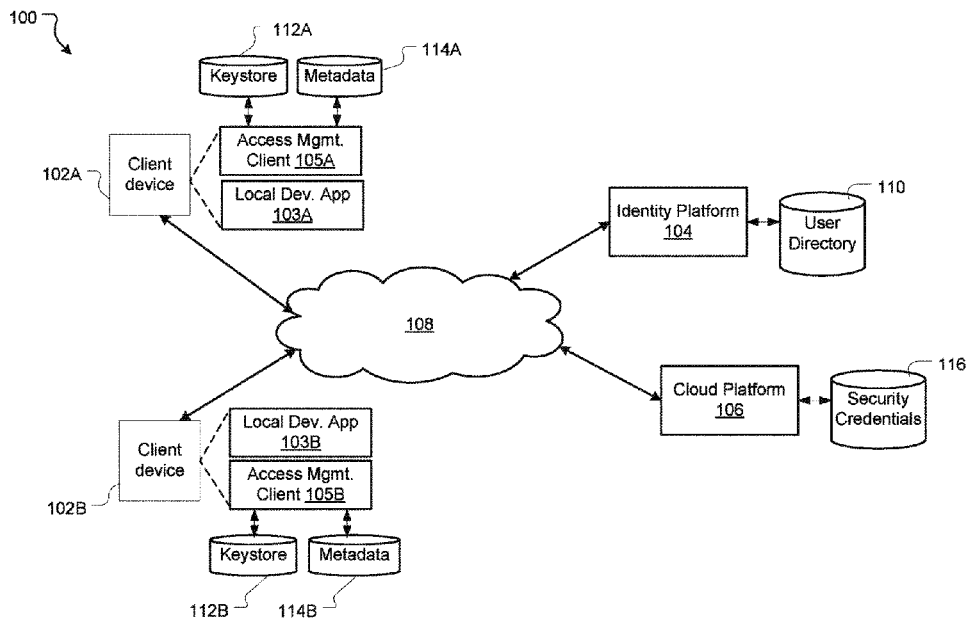 100
112A
114A
Keystore
Metadata
Access Mgmt.
Client 105A
Client
device
102A
Local Dev. App
103A
110
Identity Platform
104
User
Directory
108
116
Cloud Platform
106
Security
Credentials
Local Dev. App
103B
Client
device
Access Mgmt.
Client 105B
102B
Keystore
Metadata
112B
114B